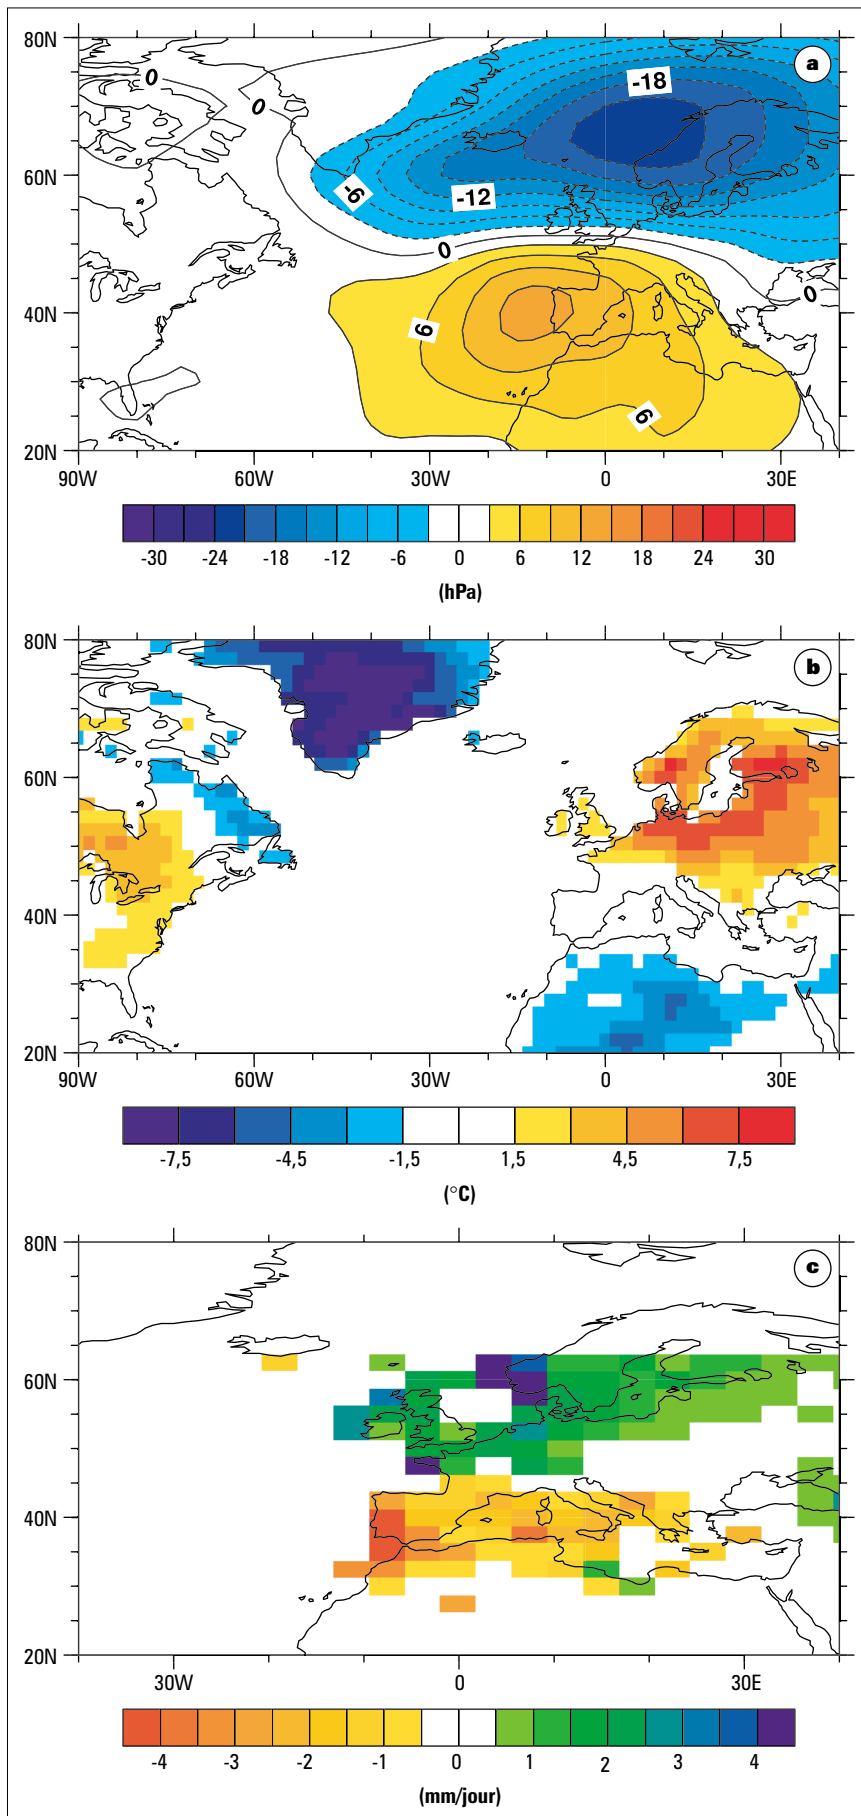 80N
a
-18
0
0
60N
-6
-12
0
0
40N
6
6
20N
90W 60W 30W 0 30E
-30 -24 -18 -12 -6 0 6 12 18 24 30
(hPa)
80N
b
60N
40N
20N
90W 60W 30W 0 30E
-7,5 -4,5 -1,5 1,5 4,5 7,5
(°C)
80N
c
60N
40N
20N
30W 0 30E
-4 -3 -2 -1 0 1 2 3 4
(mm/jour)